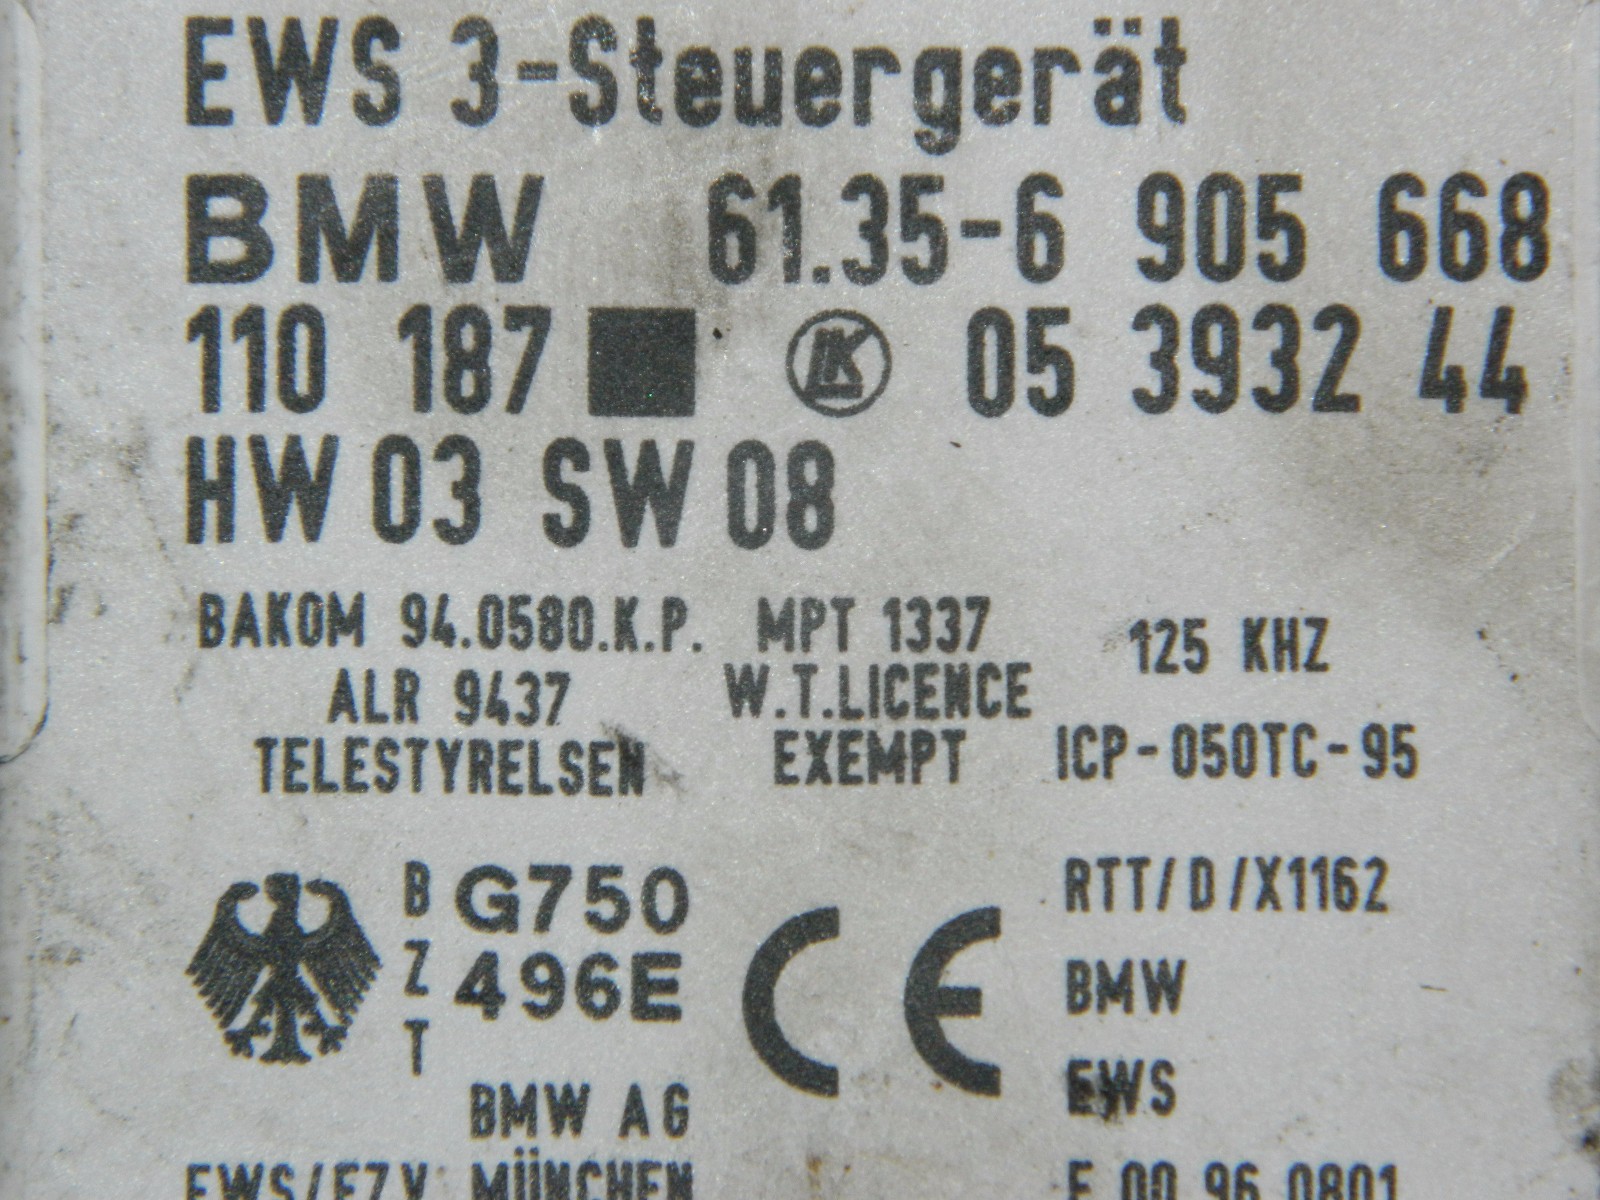 EWS 3-Steuergerät
BMW 61.35-6 905 668
110 187 LK 05 3932 44
HW 03 SW 08
BAKOM 94.0580.K.P.
ALR 9437
TELESTYRELSEN
MPT 1337
W.T.LICENCE
EXEMPT
125 KHZ
ICP-050TC-95
BZT
G750
496E
BMW AG
MÜNCHEN
EWS/FZV
CE
RTT/D/X1162
BMW
EWS
F 00 96 0801